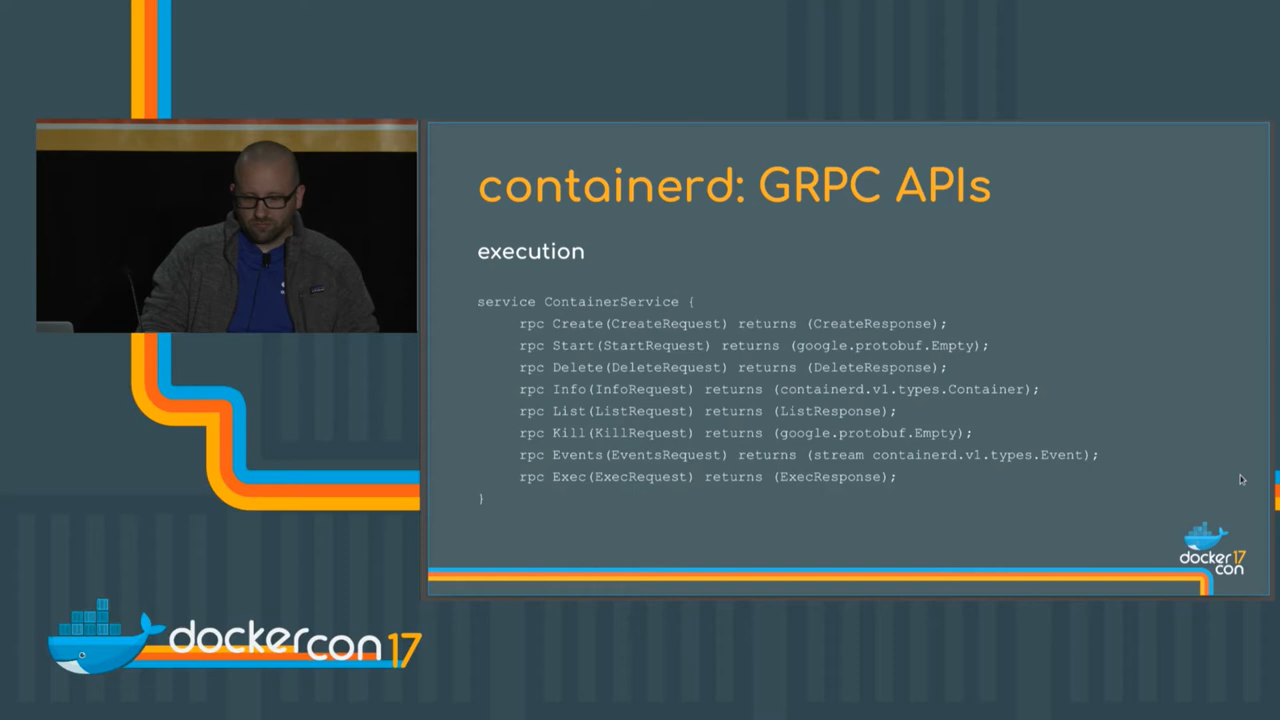 containerd: GRPC APIs
execution
service ContainerService {
rpc Create(CreateRequest) returns (CreateResponse);
rpc Start(StartRequest) returns (google.protobuf.Empty);
rpc Delete(DeleteRequest) returns (DeleteResponse);
rpc Info(InfoRequest) returns (containerd.v1.types.Container);
rpc List(ListRequest) returns (ListResponse);
rpc Kill(KillRequest) returns (google.protobuf.Empty);
rpc Events(EventsRequest) returns (stream containerd.v1.types.Event);
rpc Exec(ExecRequest) returns (ExecResponse);
}
docker 17
con
dockercon 17